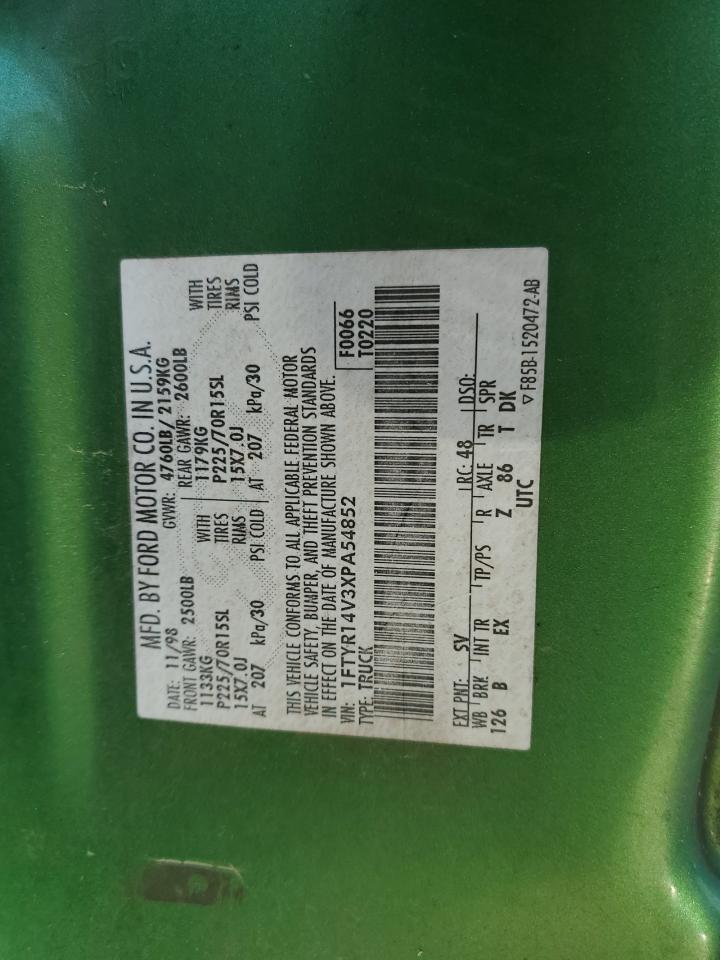 MFD. BY FORD MOTOR CO. IN U.S.A.
DATE: 11/98 GVWR: 4760LB/ 2159KG
FRONT GAWR: 2500LB REAR GAWR: 2600LB
1133KG WITH 1179KG WITH
P225/70R15SL TIRES P225/70R15SL TIRES
15X7.0J RIMS 15X7.0J RIMS
AT 207 kPa/30 PSI COLD AT 207 kPa/30 PSI COLD
THIS VEHICLE CONFORMS TO ALL APPLICABLE FEDERAL MOTOR
VEHICLE SAFETY, BUMPER, AND THEFT PREVENTION STANDARDS
IN EFFECT ON THE DATE OF MANUFACTURE SHOWN ABOVE.
VIN: 1FTYR14V3XPA54852 F0066
TYPE: TRUCK T0220
EXT PNT: SV RC: 48 DSO:
WB BRK INT TR TP/PS R AXLE TR SPR
126 B EX Z 86 T DK
UTC ▽ F85B-1520472-AB